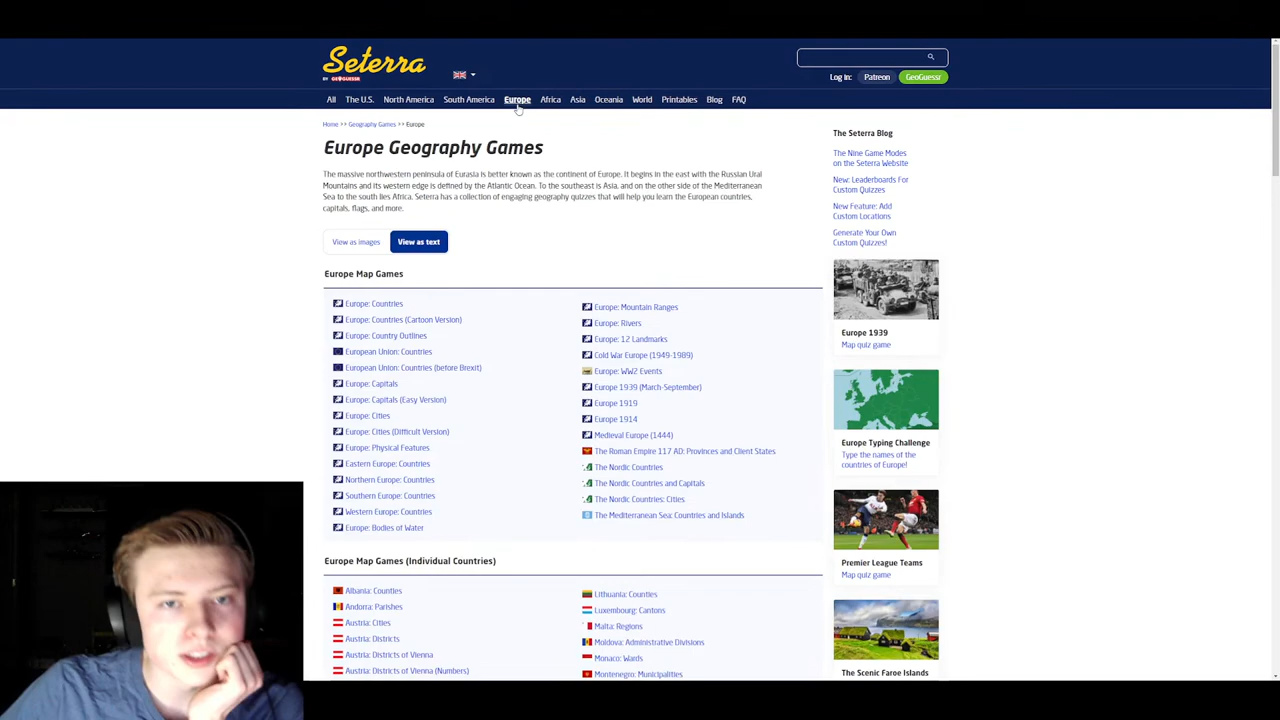 Seterra
BY GEOGUESSR
Log in: Patreon GeoGuessr
All The U.S. North America South America Europe Africa Asia Oceania World Printables Blog FAQ
Home >> Geography Games >> Europe
Europe Geography Games
The massive northwestern peninsula of Eurasia is better known as the continent of Europe. It begins in the east with the Russian Ural
Mountains and its western edge is defined by the Atlantic Ocean. To the southeast is Asia, and on the other side of the Mediterranean
Sea to the south lies Africa. Seterra has a collection of engaging geography quizzes that will help you learn the European countries,
capitals, flags, and more.
View as images View as text
Europe Map Games
Europe: Countries
Europe: Countries (Cartoon Version)
Europe: Country Outlines
European Union: Countries
European Union: Countries (before Brexit)
Europe: Capitals
Europe: Capitals (Easy Version)
Europe: Cities
Europe: Cities (Difficult Version)
Europe: Physical Features
Eastern Europe: Countries
Northern Europe: Countries
Southern Europe: Countries
Western Europe: Countries
Europe: Bodies of Water
Europe: Mountain Ranges
Europe: Rivers
Europe: 12 Landmarks
Cold War Europe (1949-1989)
Europe: WW2 Events
Europe 1939 (March-September)
Europe 1919
Europe 1914
Medieval Europe (1444)
The Roman Empire 117 AD: Provinces and Client States
The Nordic Countries
The Nordic Countries and Capitals
The Nordic Countries: Cities
The Mediterranean Sea: Countries and Islands
Europe Map Games (Individual Countries)
Albania: Counties
Andorra: Parishes
Austria: Cities
Austria: Districts
Austria: Districts of Vienna
Austria: Districts of Vienna (Numbers)
Lithuania: Counties
Luxembourg: Cantons
Malta: Regions
Moldova: Administrative Divisions
Monaco: Wards
Montenegro: Municipalities
The Seterra Blog
The Nine Game Modes
on the Seterra Website
New: Leaderboards For
Custom Quizzes
New Feature: Add
Custom Locations
Generate Your Own
Custom Quizzes!
Europe 1939
Map quiz game
Europe Typing Challenge
Type the names of the
countries of Europe!
Premier League Teams
Map quiz game
The Scenic Faroe Islands